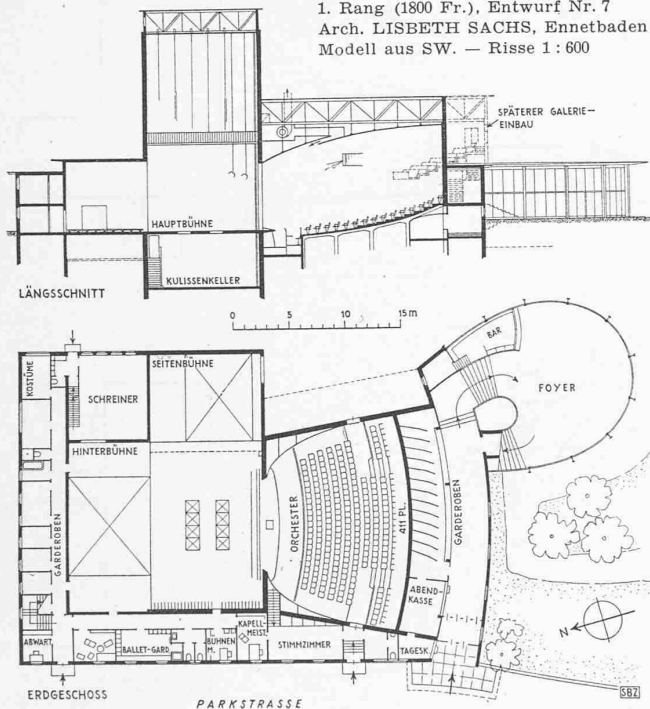 1. Rang (1800 Fr.), Entwurf Nr. 7
Arch. LISBETH SACHS, Ennetbaden
Modell aus SW. — Risse 1 : 600
SPÄTERER GALERIE-
EINBAU
HAUPTBÜHNE
KULISSENKELLER
LÄNGSSCHNITT
0 5 10 15 m
KOSTÜME
SCHREINER
SEITENBÜHNE
BAR
FOYER
HINTERBÜHNE
GARDEROBEN
ORCHESTER
411 PL.
GARDEROBEN
ABEND-
KASSE
N
ABWART
BALLET-GARD.
BÜHNEN
M.
KAPELL-
MEIST.
STIMMZIMMER
TAGESK.
ERDGESCHOSS
PARKSTRASSE
SBZ